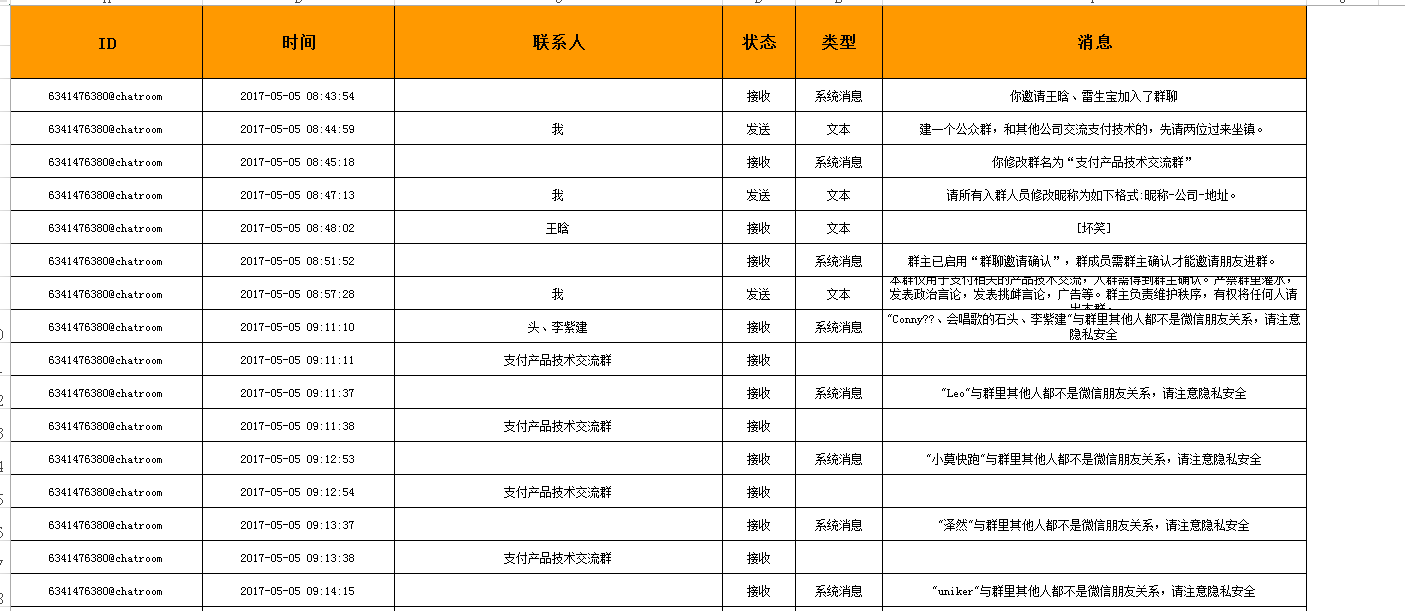 ID 时间 联系人 状态 类型 消息
6341476380@chatroom 2017-05-05 08:43:54 接收 系统消息 你邀请王晗、雷生宝加入了群聊
6341476380@chatroom 2017-05-05 08:44:59 我 发送 文本 建一个公众群，和其他公司交流支付技术的，先请两位过来坐镇。
6341476380@chatroom 2017-05-05 08:45:18 接收 系统消息 你修改群名为“支付产品技术交流群”
6341476380@chatroom 2017-05-05 08:47:13 我 发送 文本 请所有入群人员修改昵称为如下格式:昵称-公司-地址。
6341476380@chatroom 2017-05-05 08:48:02 王晗 接收 文本 [坏笑]
6341476380@chatroom 2017-05-05 08:51:52 接收 系统消息 群主已启用“群聊邀请确认”，群成员需群主确认才能邀请朋友进群。
6341476380@chatroom 2017-05-05 08:57:28 我 发送 文本 本群仅用于支付相关的产品技术交流，入群需得到群主确认。严禁群里灌水，
发表政治言论，发表挑衅言论，广告等。群主负责维护秩序，有权将任何人请
出本群
6341476380@chatroom 2017-05-05 09:11:10 头、李紫建 接收 系统消息 "Conny??、会唱歌的石头、李紫建"与群里其他人都不是微信朋友关系，请注意
隐私安全
6341476380@chatroom 2017-05-05 09:11:11 支付产品技术交流群 接收
6341476380@chatroom 2017-05-05 09:11:37 接收 系统消息 "Leo"与群里其他人都不是微信朋友关系，请注意隐私安全
6341476380@chatroom 2017-05-05 09:11:38 支付产品技术交流群 接收
6341476380@chatroom 2017-05-05 09:12:53 接收 系统消息 "小莫快跑"与群里其他人都不是微信朋友关系，请注意隐私安全
6341476380@chatroom 2017-05-05 09:12:54 支付产品技术交流群 接收
6341476380@chatroom 2017-05-05 09:13:37 接收 系统消息 "泽然"与群里其他人都不是微信朋友关系，请注意隐私安全
6341476380@chatroom 2017-05-05 09:13:38 支付产品技术交流群 接收
6341476380@chatroom 2017-05-05 09:14:15 接收 系统消息 "uniker"与群里其他人都不是微信朋友关系，请注意隐私安全